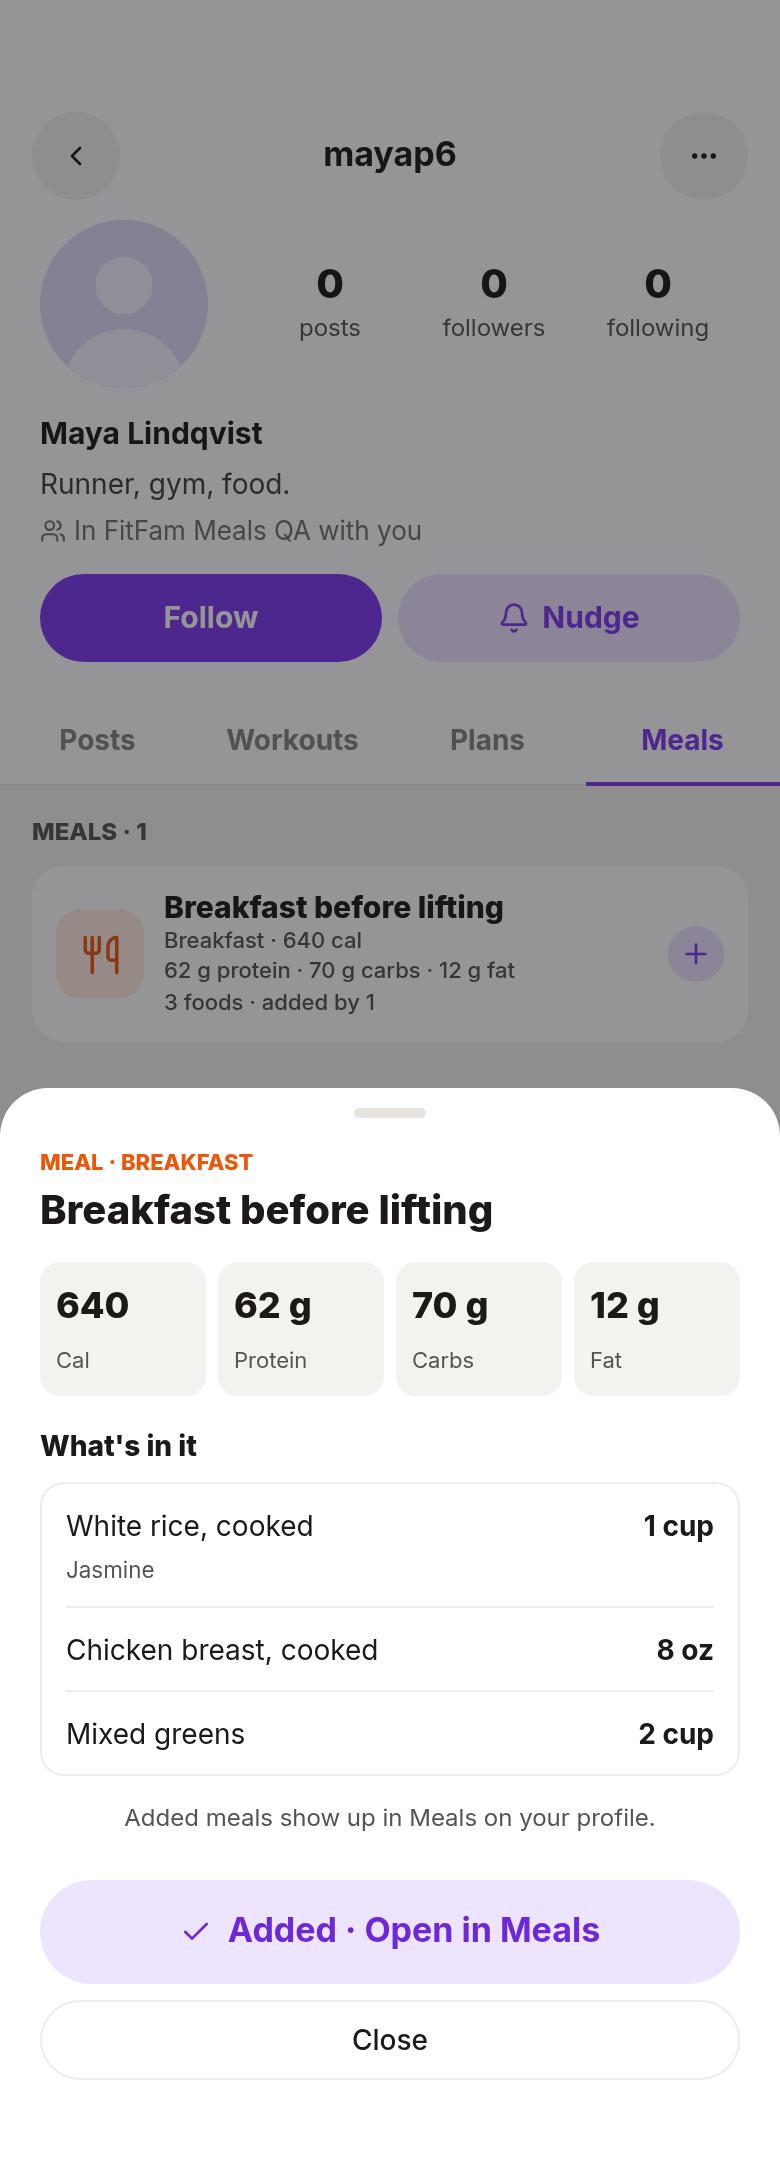 mayap6
0 0 0
posts followers following
Maya Lindqvist
Runner, gym, food.
In FitFam Meals QA with you
Follow Nudge
Posts Workouts Plans Meals
MEALS · 1
Breakfast before lifting
Breakfast · 640 cal
62 g protein · 70 g carbs · 12 g fat
3 foods · added by 1
MEAL · BREAKFAST
Breakfast before lifting
640 62 g 70 g 12 g
Cal Protein Carbs Fat
What's in it
White rice, cooked 1 cup
Jasmine
Chicken breast, cooked 8 oz
Mixed greens 2 cup
Added meals show up in Meals on your profile.
Added · Open in Meals
Close